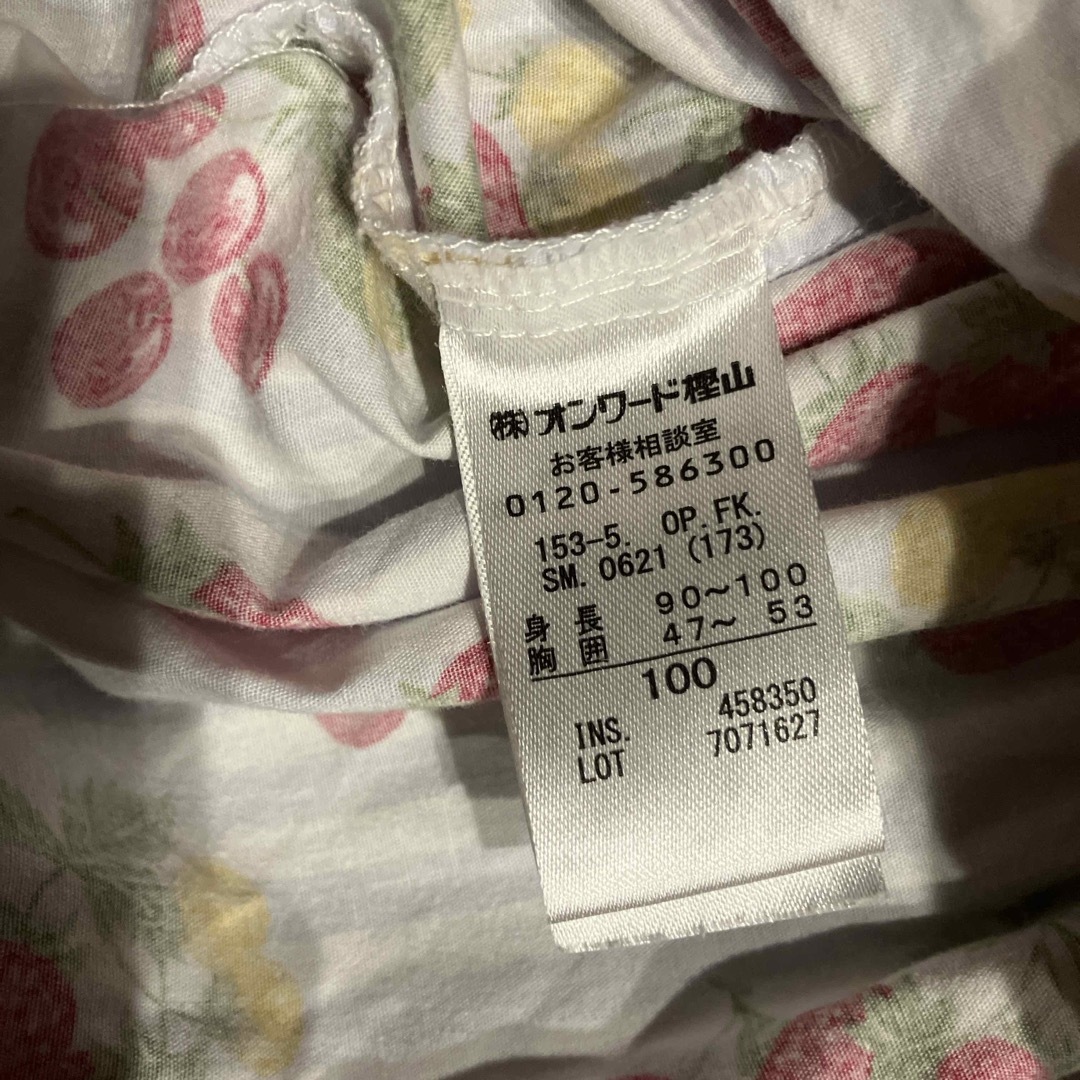 ㈱オンワード樫山
お客様相談室
0120-586300
153-5. OP.FK.
SM. 0621 (173)
身 長 90～100
胸 囲 47～ 53
100
INS. 458350
LOT 7071627